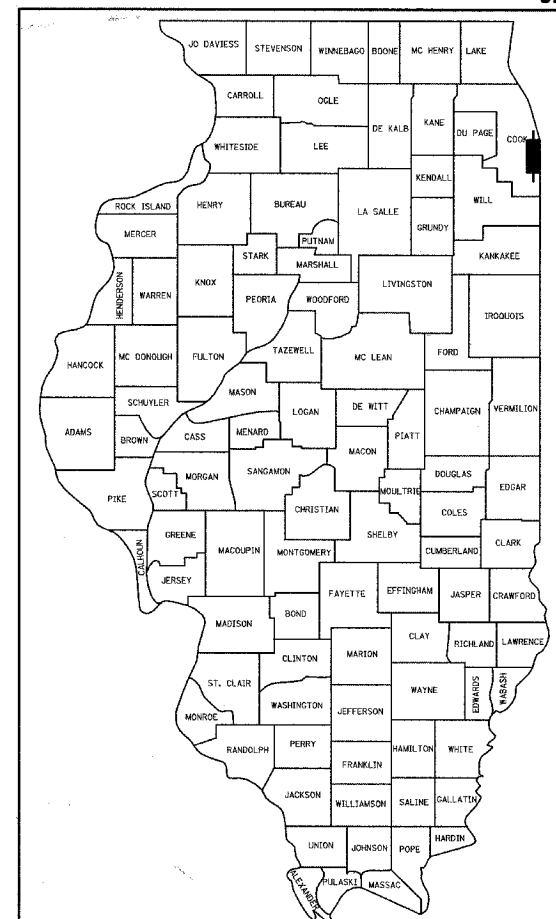 JO DAVIESS
STEVENSON
WINNEBAGO
BOONE
MC HENRY
LAKE
CARROLL
OGLE
DE KALB
KANE
DU PAGE
COOK
WHITESIDE
LEE
KENDALL
WILL
ROCK ISLAND
HENRY
BUREAU
LA SALLE
GRUNDY
MERCER
PUTNAM
STARK
MARSHALL
KANKAKEE
HENDERSON
WARREN
KNOX
PEORIA
WOODFORD
LIVINGSTON
IROQUOIS
HANCOCK
MC DONOUGH
FULTON
TAZEWELL
MC LEAN
FORD
SCHUYLER
MASON
LOGAN
DE WITT
CHAMPAIGN
VERMILION
ADAMS
BROWN
CASS
MENARD
MACON
PIATT
MORGAN
SANGAMON
DOUGLAS
EDGAR
PIKE
SCOTT
CHRISTIAN
MOULTRIE
COLES
GREENE
MACOUPIN
MONTGOMERY
SHELBY
CUMBERLAND
CLARK
CALHOUN
JERSEY
FAYETTE
EFFINGHAM
JASPER
CRAWFORD
MADISON
BOND
CLAY
RICHLAND
LAWRENCE
CLINTON
MARION
ST. CLAIR
WAYNE
EDWARDS
WABASH
WASHINGTON
JEFFERSON
MONROE
RANDOLPH
PERRY
HAMILTON
WHITE
FRANKLIN
JACKSON
WILLIAMSON
SALINE
GALLATIN
UNION
JOHNSON
POPE
HARDIN
ALEXANDER
PULASKI
MASSAC